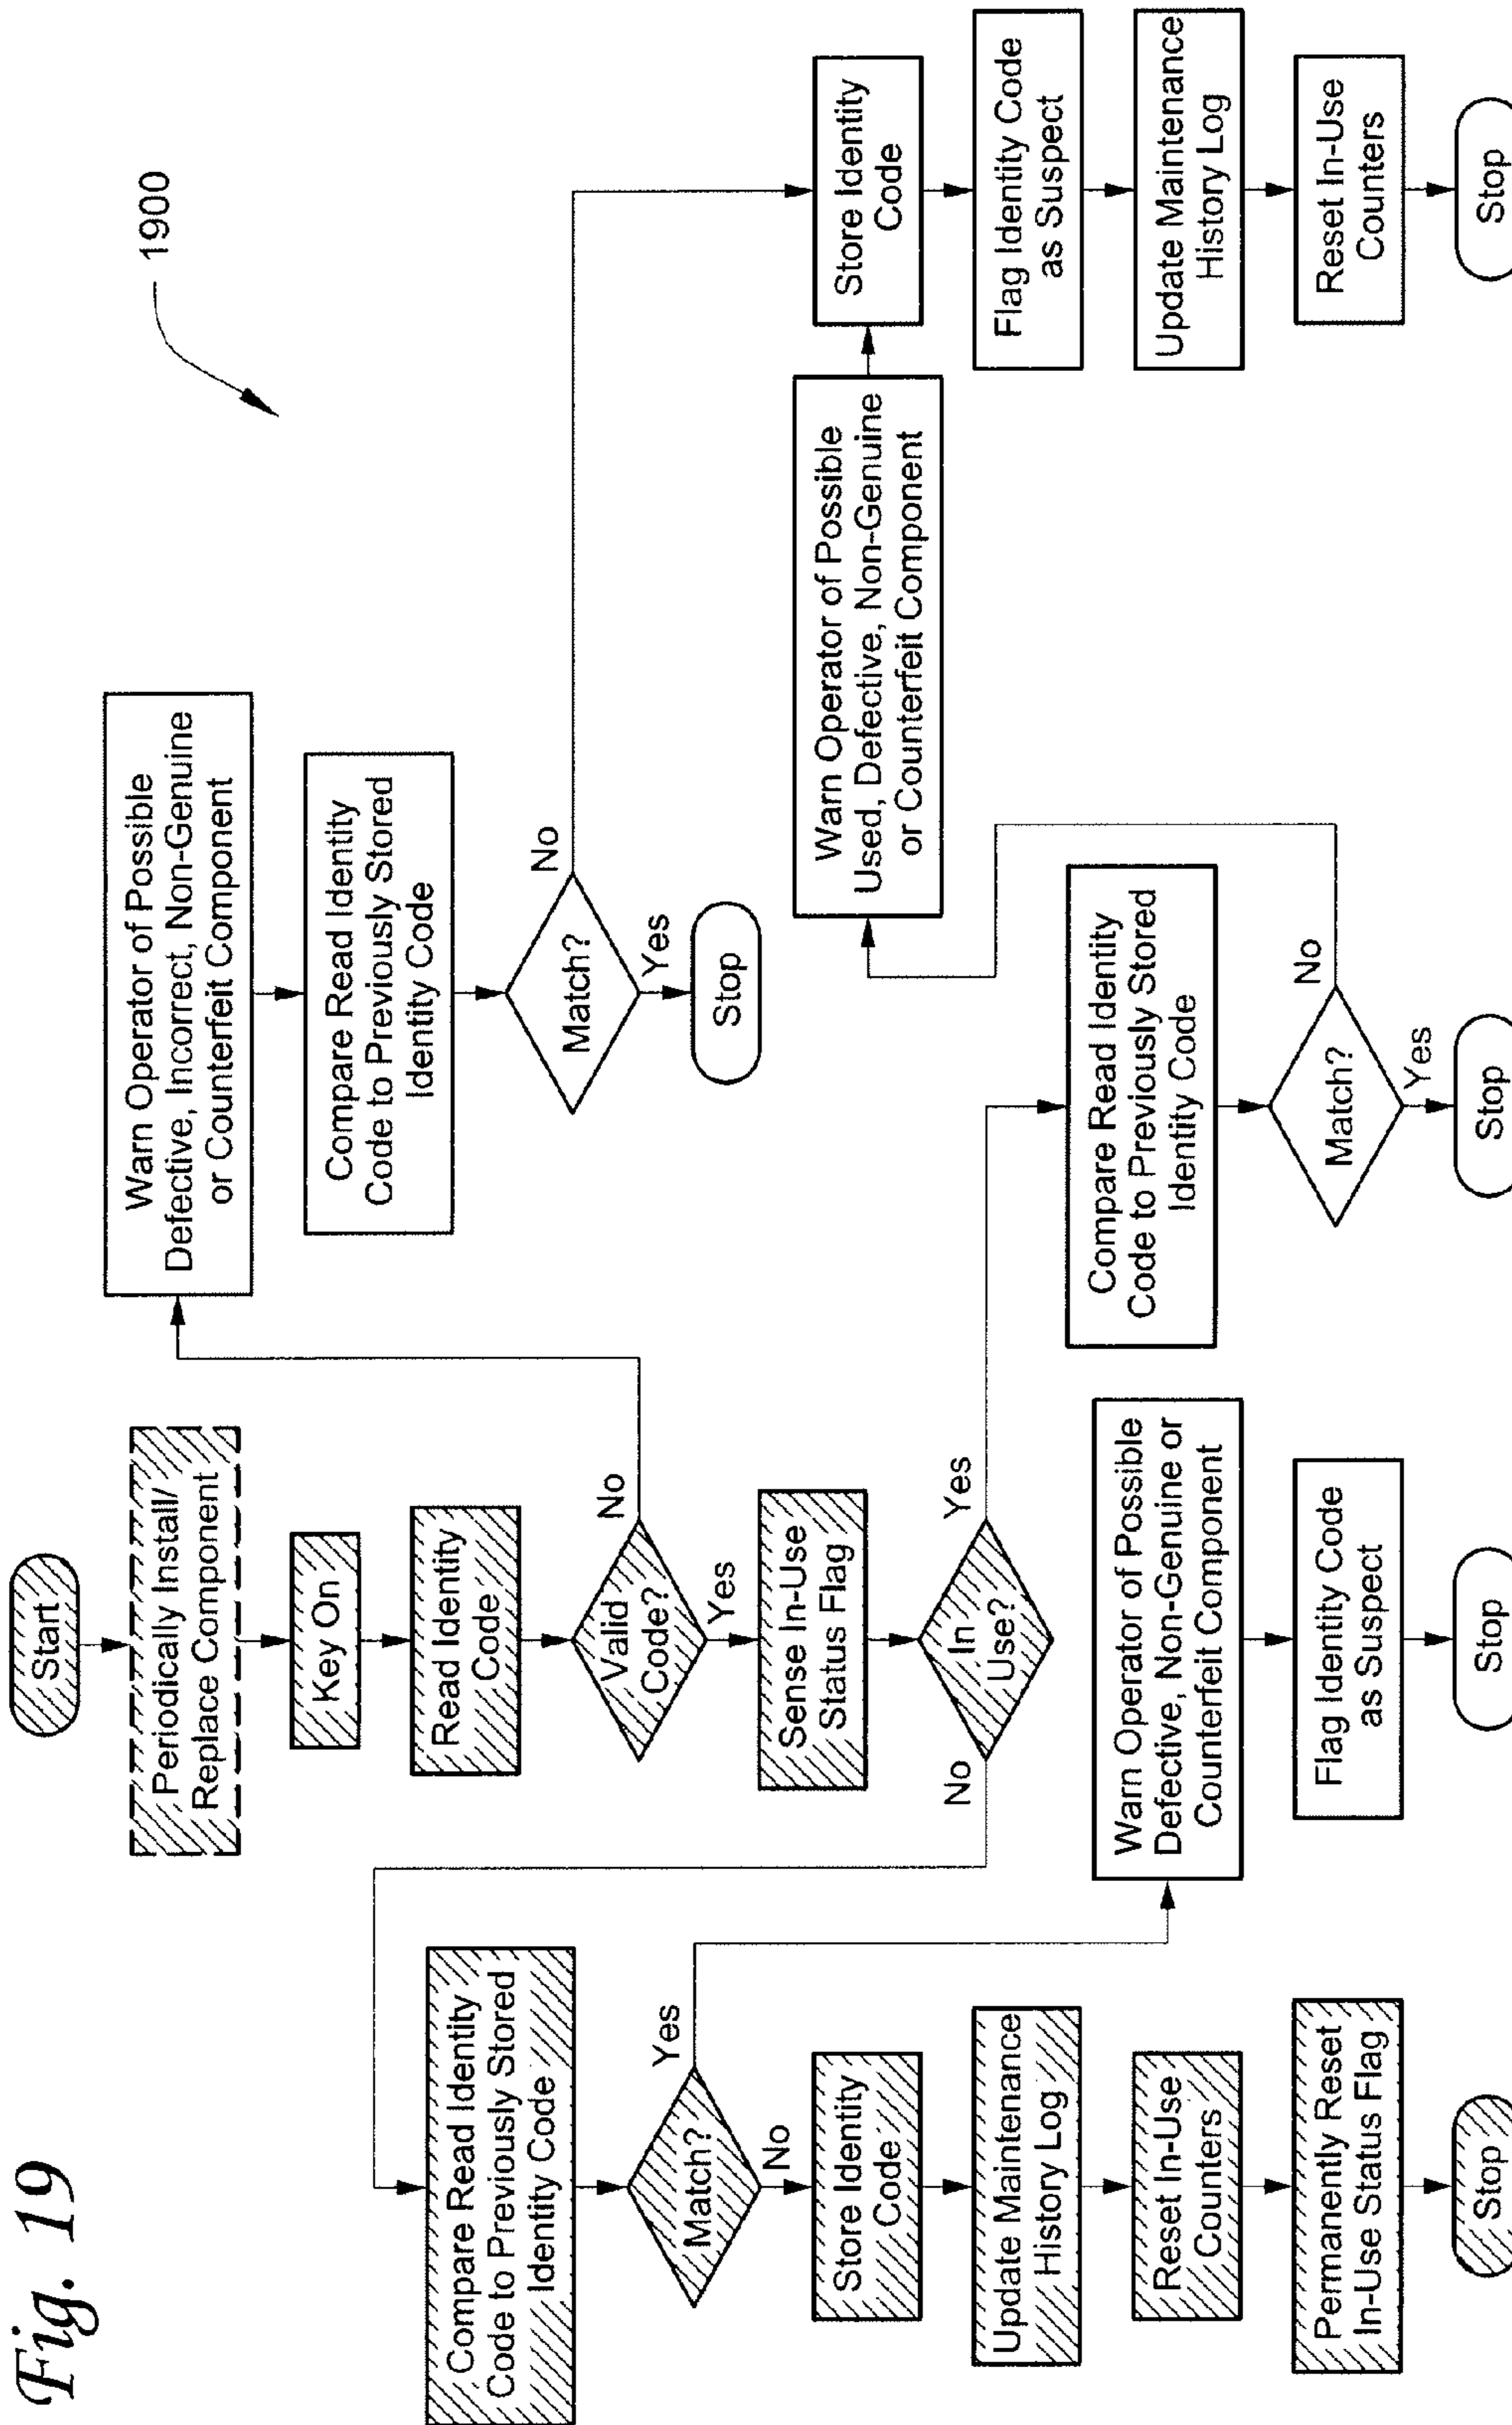 Fig. 19
1900
Start
Periodically Install/
Replace Component
Key On
Read Identity
Code
Valid
Code?
No
Yes
Warn Operator of Possible
Defective, Incorrect, Non-Genuine
or Counterfeit Component
Compare Read Identity
Code to Previously Stored
Identity Code
Match?
No
Yes
Stop
Sense In-Use
Status Flag
In
Use?
No
Yes
Compare Read Identity
Code to Previously Stored
Identity Code
Match?
Yes
No
Store Identity
Code
Update Maintenance
History Log
Reset In-Use
Counters
Permanently Reset
In-Use Status Flag
Stop
Warn Operator of Possible
Defective, Non-Genuine or
Counterfeit Component
Flag Identity Code
as Suspect
Stop
Compare Read Identity
Code to Previously Stored
Identity Code
Match?
No
Yes
Stop
Warn Operator of Possible
Used, Defective, Non-Genuine
or Counterfeit Component
Store Identity
Code
Flag Identity Code
as Suspect
Update Maintenance
History Log
Reset In-Use
Counters
Stop